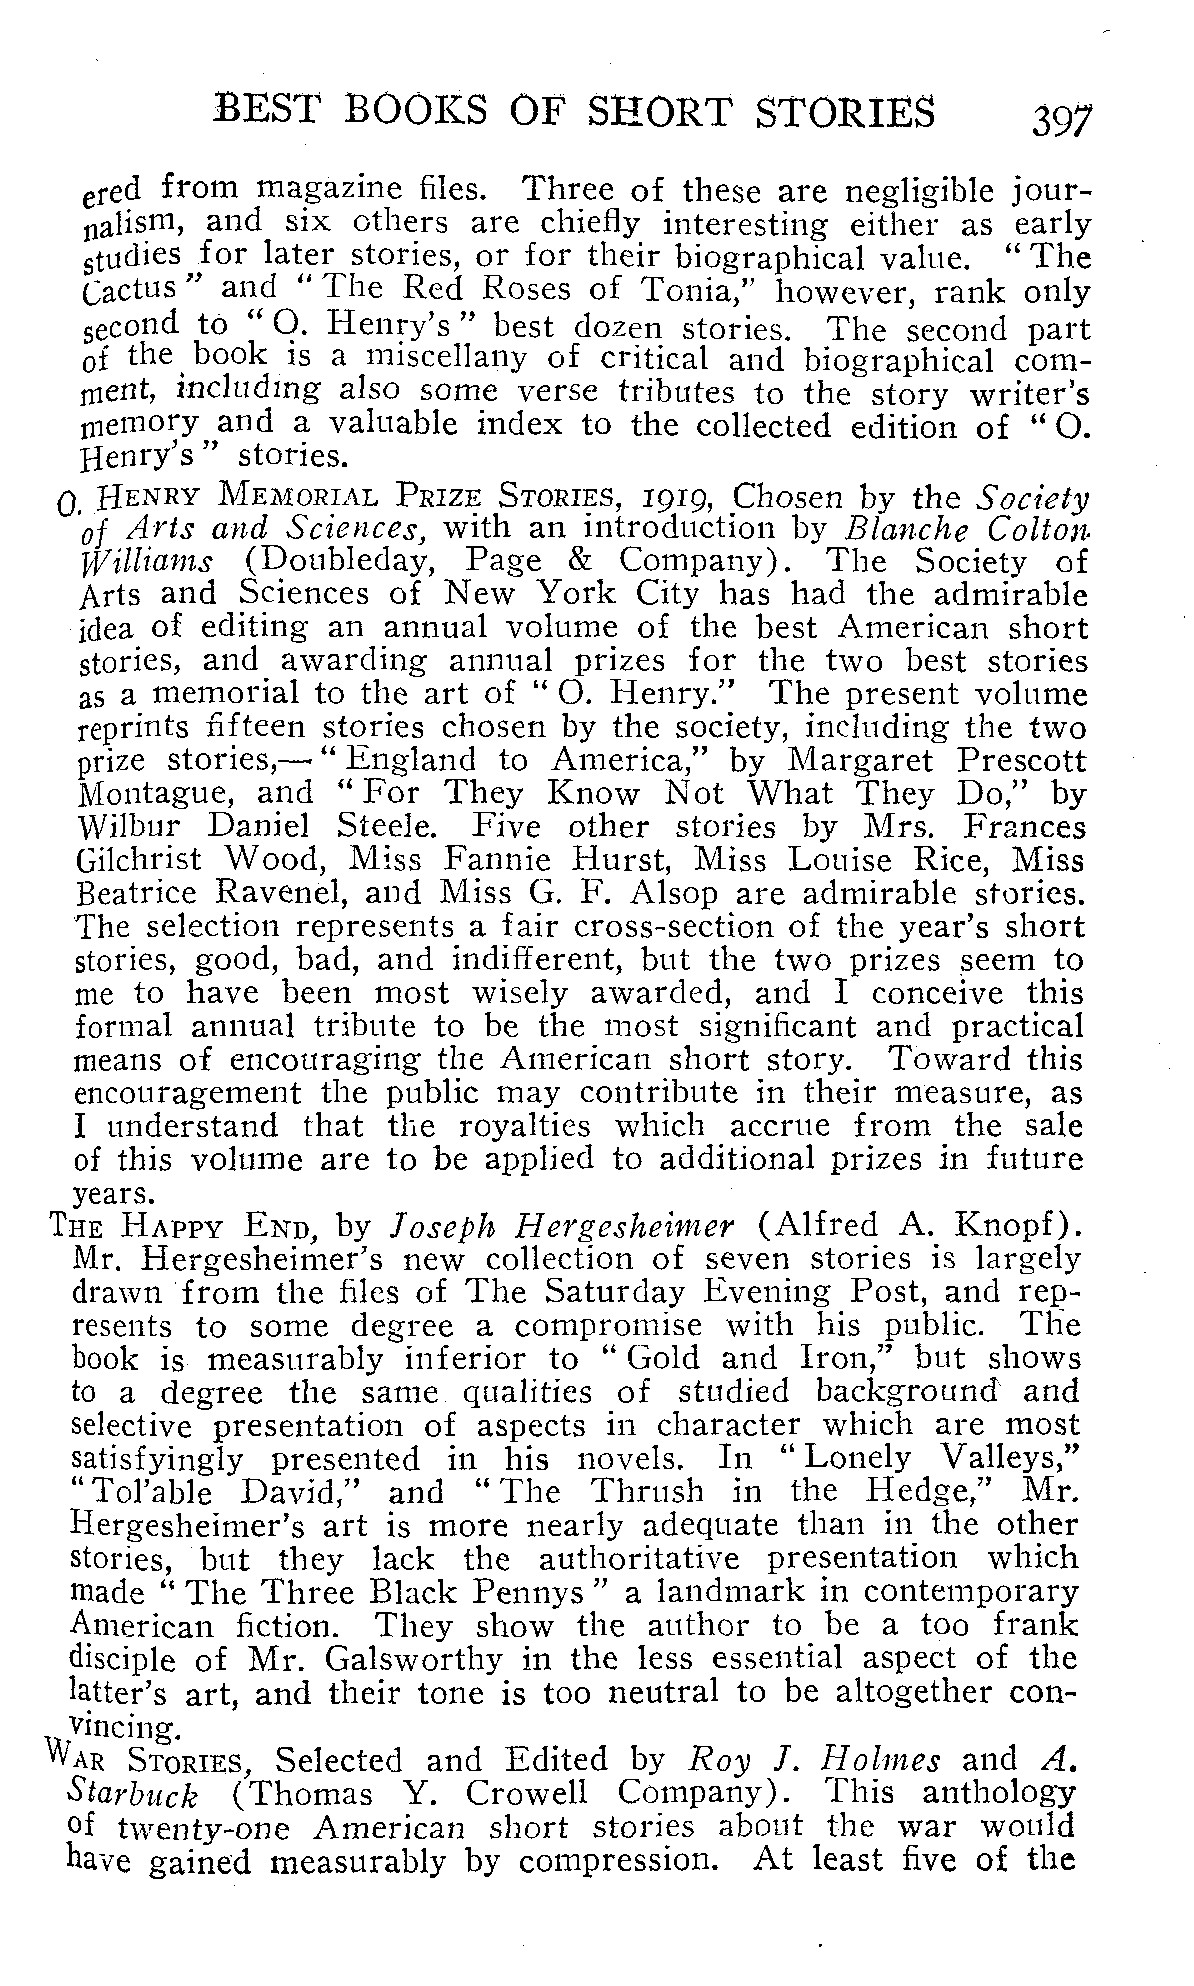 BEST BOOKS OF SHORT STORIES 397
ered from magazine files. Three of these are negligible jour-
nalism, and six others are chiefly interesting either as early
studies for later stories, or for their biographical value. “ The
Cactus ” and “ The Red Roses of Tonia,” however, rank only
second to “ O. Henry's ” best dozen stories. The second part
of the book is a miscellany of critical and biographical com-
ment, including also some verse tributes to the story writer's
memory and a valuable index to the collected edition of “ O.
Henry's ” stories.
O. HENRY MEMORIAL PRIZE STORIES, 1919, Chosen by the Society
of Arts and Sciences, with an introduction by Blanche Colton
Williams (Doubleday, Page & Company). The Society of
Arts and Sciences of New York City has had the admirable
idea of editing an annual volume of the best American short
stories, and awarding annual prizes for the two best stories
as a memorial to the art of “ O. Henry.” The present volume
reprints fifteen stories chosen by the society, including the two
prize stories,— “ England to America,” by Margaret Prescott
Montague, and “ For They Know Not What They Do,” by
Wilbur Daniel Steele. Five other stories by Mrs. Frances
Gilchrist Wood, Miss Fannie Hurst, Miss Louise Rice, Miss
Beatrice Ravenel, and Miss G. F. Alsop are admirable stories.
The selection represents a fair cross-section of the year's short
stories, good, bad, and indifferent, but the two prizes seem to
me to have been most wisely awarded, and I conceive this
formal annual tribute to be the most significant and practical
means of encouraging the American short story. Toward this
encouragement the public may contribute in their measure, as
I understand that the royalties which accrue from the sale
of this volume are to be applied to additional prizes in future
years.
THE HAPPY END, by Joseph Hergesheimer (Alfred A. Knopf).
Mr. Hergesheimer's new collection of seven stories is largely
drawn from the files of The Saturday Evening Post, and rep-
resents to some degree a compromise with his public. The
book is measurably inferior to “ Gold and Iron,” but shows
to a degree the same qualities of studied background and
selective presentation of aspects in character which are most
satisfyingly presented in his novels. In “ Lonely Valleys,”
“ Tol'able David,” and “ The Thrush in the Hedge,” Mr.
Hergesheimer's art is more nearly adequate than in the other
stories, but they lack the authoritative presentation which
made “ The Three Black Pennys ” a landmark in contemporary
American fiction. They show the author to be a too frank
disciple of Mr. Galsworthy in the less essential aspect of the
latter's art, and their tone is too neutral to be altogether con-
vincing.
WAR STORIES, Selected and Edited by Roy J. Holmes and A.
Starbuck (Thomas Y. Crowell Company). This anthology
of twenty-one American short stories about the war would
have gained measurably by compression. At least five of the